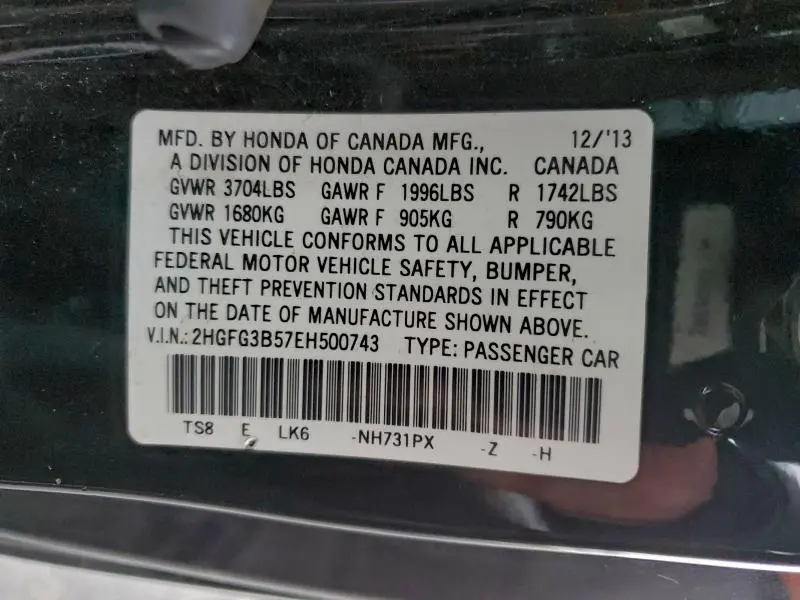 MFD. BY HONDA OF CANADA MFG., 12/'13
A DIVISION OF HONDA CANADA INC. CANADA
GVWR 3704LBS GAWR F 1996LBS R 1742LBS
GVWR 1680KG GAWR F 905KG R 790KG
THIS VEHICLE CONFORMS TO ALL APPLICABLE
FEDERAL MOTOR VEHICLE SAFETY, BUMPER,
AND THEFT PREVENTION STANDARDS IN EFFECT
ON THE DATE OF MANUFACTURE SHOWN ABOVE.
V.I.N.: 2HGFG3B57EH500743 TYPE: PASSENGER CAR
TS8 E LK6 -NH731PX -Z -H